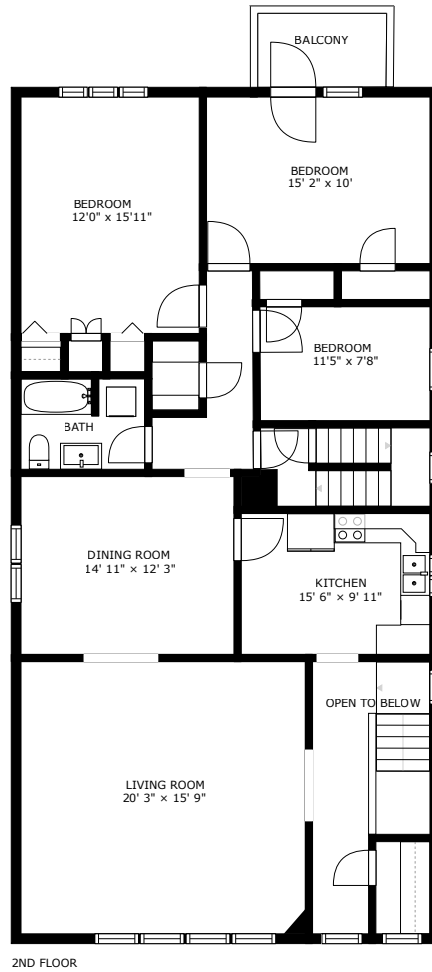 BALCONY
BEDROOM
15' 2" x 10'
BEDROOM
12'0" x 15'11"
BEDROOM
11'5" x 7'8"
BATH
DINING ROOM
14' 11" × 12' 3"
KITCHEN
15' 6" × 9' 11"
OPEN TO BELOW
LIVING ROOM
20' 3" × 15' 9"
2ND FLOOR